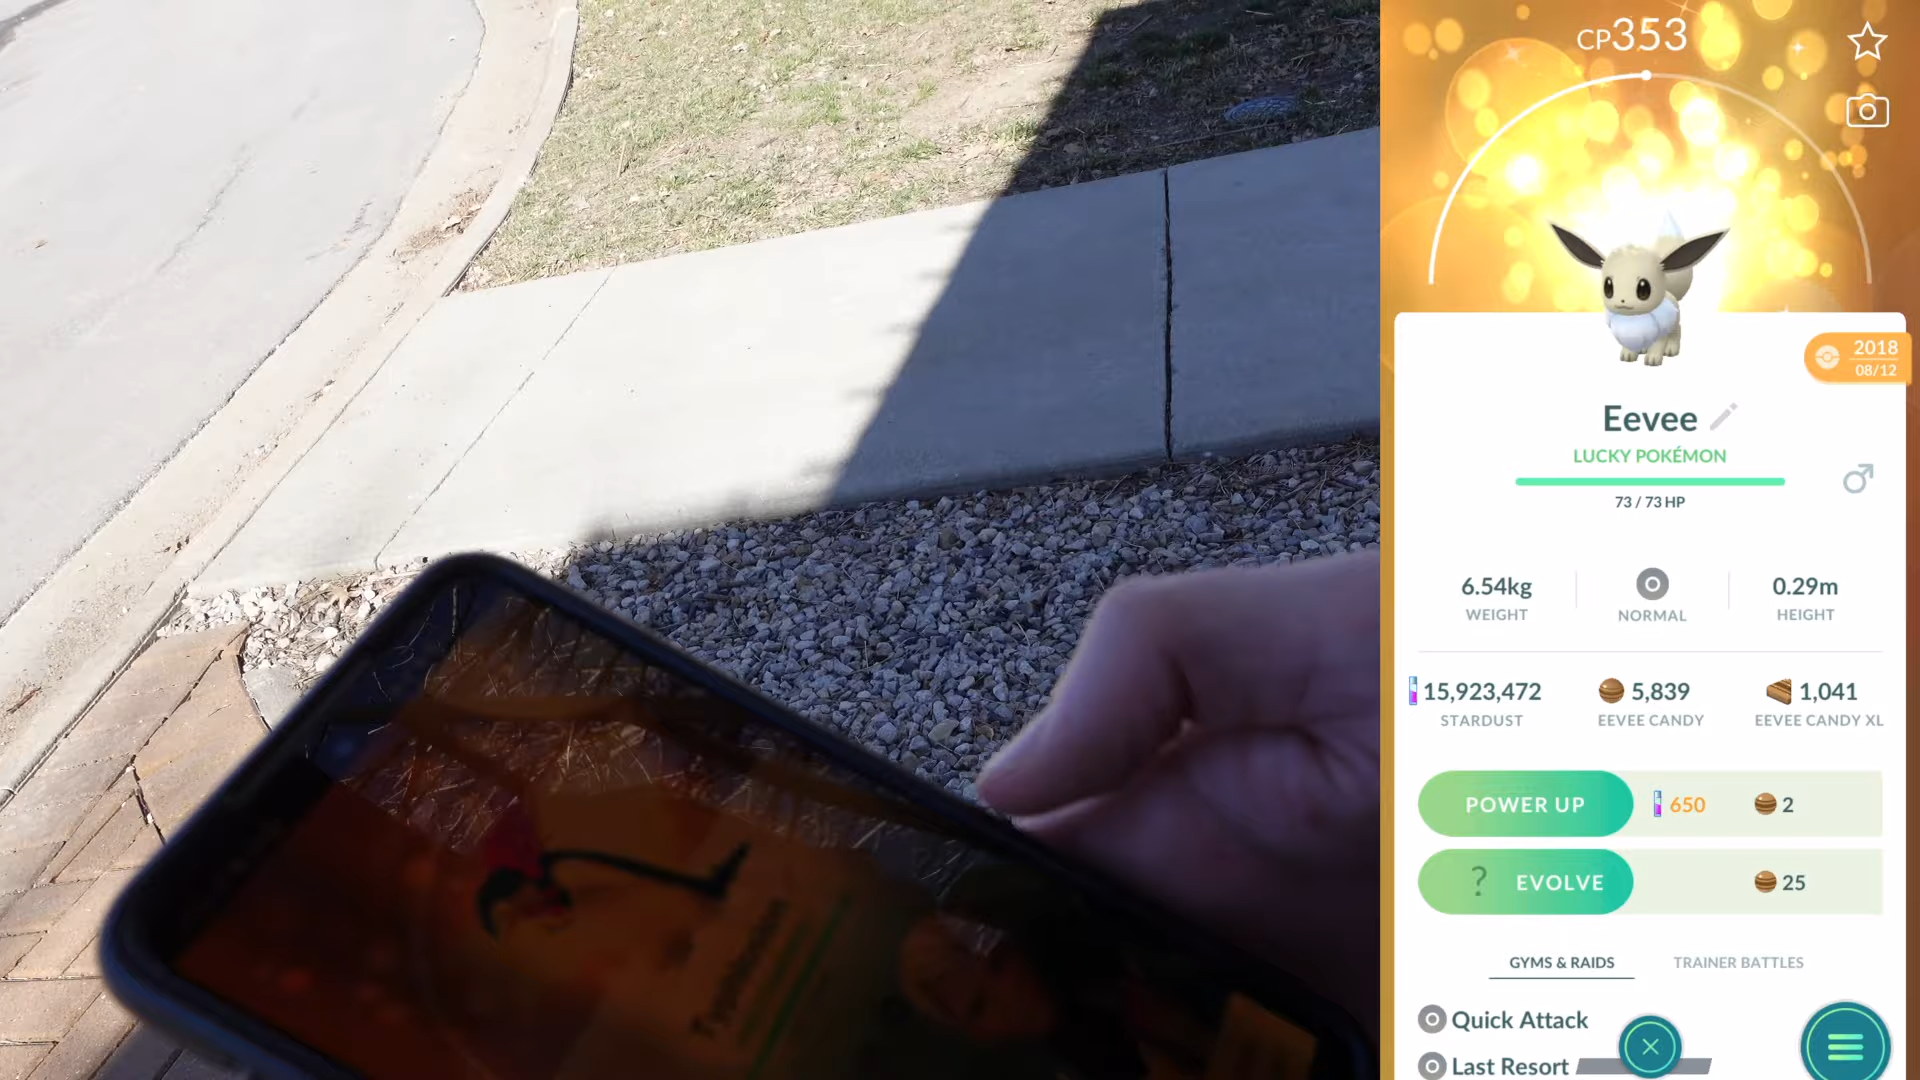 CP353
2018
08/12
Eevee
LUCKY POKÉMON
73 / 73 HP
6.54kg
WEIGHT
NORMAL
0.29m
HEIGHT
15,923,472
STARDUST
5,839
EEVEE CANDY
1,041
EEVEE CANDY XL
POWER UP
650
2
? EVOLVE
25
GYMS & RAIDS
TRAINER BATTLES
Quick Attack
Last Resort